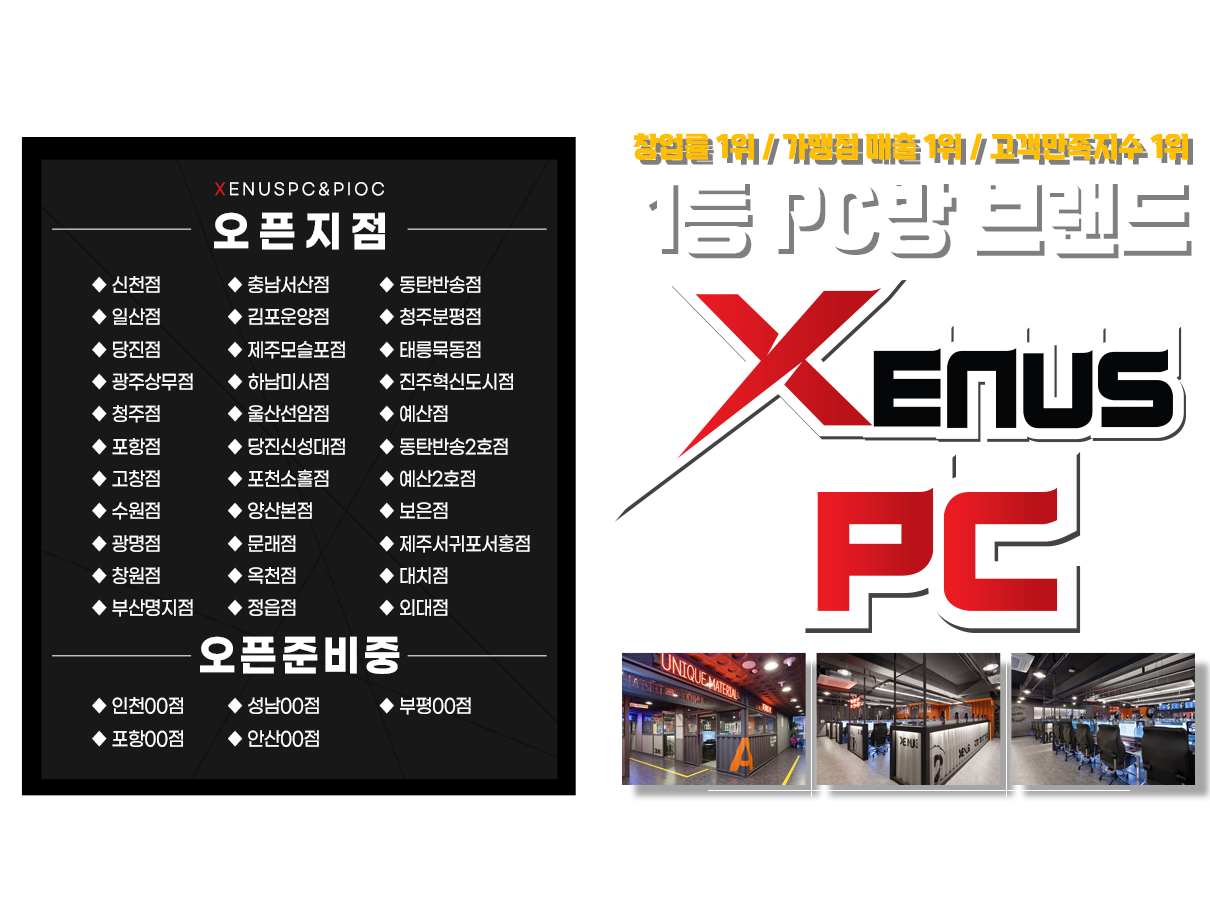 XENUSPC&PIOC
오픈지점
◆ 신천점 ◆ 충남서산점 ◆ 동탄반송점
◆ 일산점 ◆ 김포운양점 ◆ 청주분평점
◆ 당진점 ◆ 제주모슬포점 ◆ 태릉묵동점
◆ 광주상무점 ◆ 하남미사점 ◆ 진주혁신도시점
◆ 청주점 ◆ 울산선암점 ◆ 예산점
◆ 포항점 ◆ 당진신성대점 ◆ 동탄반송2호점
◆ 고창점 ◆ 포천소홀점 ◆ 예산2호점
◆ 수원점 ◆ 양산본점 ◆ 보은점
◆ 광명점 ◆ 문래점 ◆ 제주서귀포서홍점
◆ 창원점 ◆ 옥천점 ◆ 대치점
◆ 부산명지점 ◆ 정읍점 ◆ 외대점
오픈준비중
◆ 인천00점 ◆ 성남00점 ◆ 부평00점
◆ 포항00점 ◆ 안산00점
창업률 1위 / 가맹점 매출 1위 / 고객만족지수 1위
1등 PC방 브랜드
XENUS
PC
UNIQUE MATERIAL
A
XENUS
2